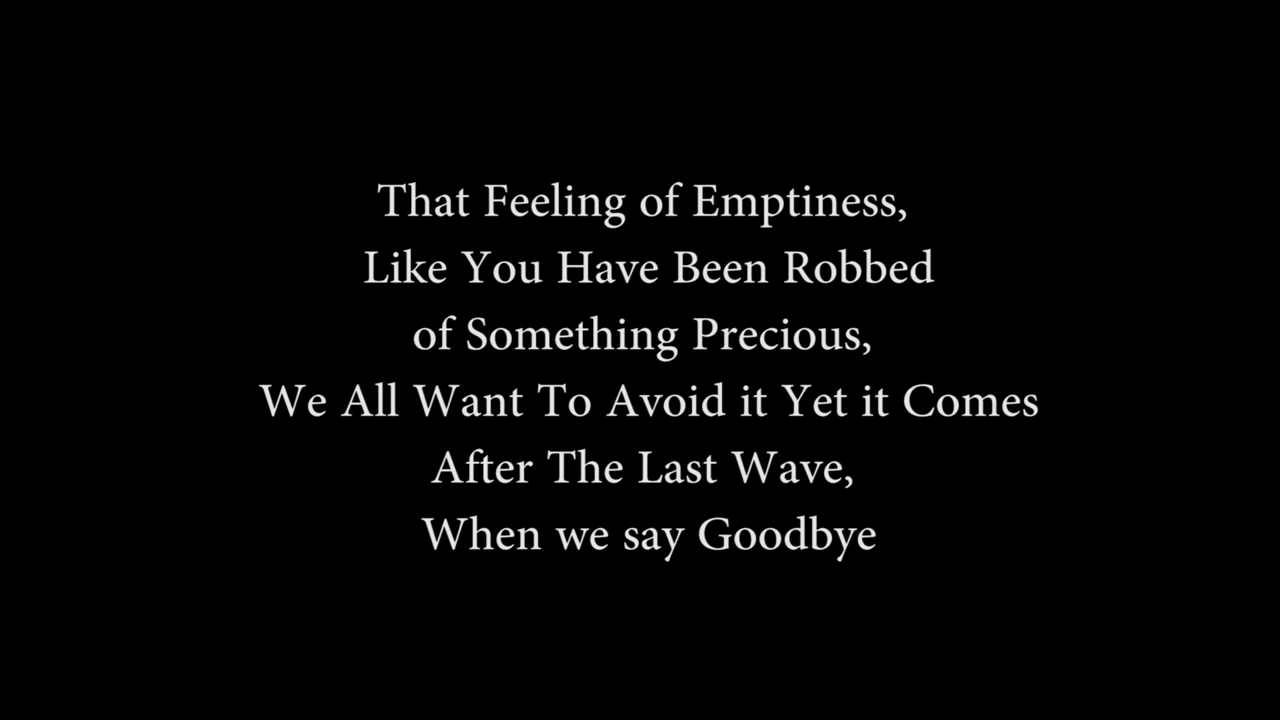 That Feeling of Emptiness,
Like You Have Been Robbed
of Something Precious,
We All Want To Avoid it Yet it Comes
After The Last Wave,
When we say Goodbye